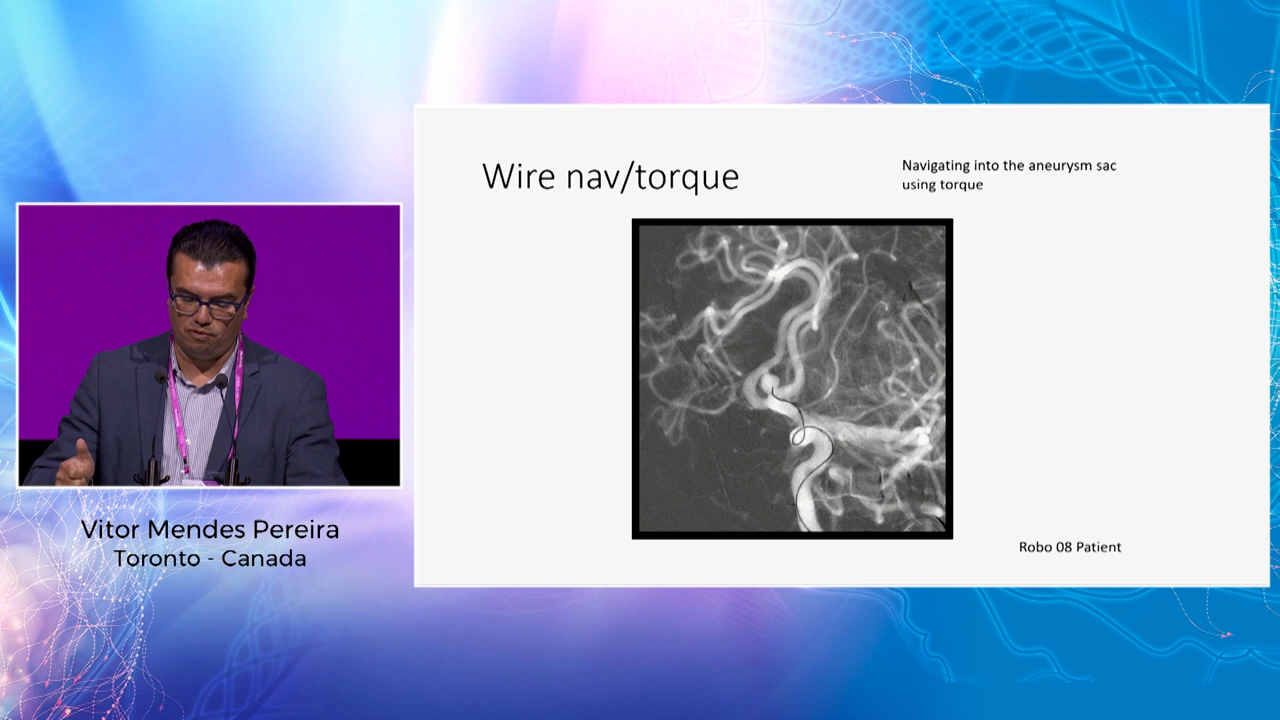 Wire nav/torque
Navigating into the aneurysm sac
using torque
Robo 08 Patient
Vitor Mendes Pereira
Toronto - Canada